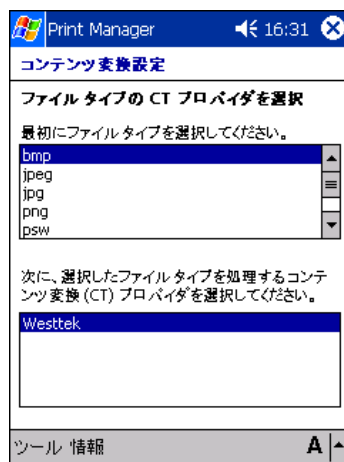 Print Manager 16:31
コンテンツ変換設定
ファイル タイプの CT プロバイダを選択
最初にファイル タイプを選択してください。
bmp
jpeg
jpg
png
psw
次に、選択したファイル タイプを処理するコンテ
ンツ変換 (CT) プロバイダを選択してください。
Westtek
ツール 情報 A